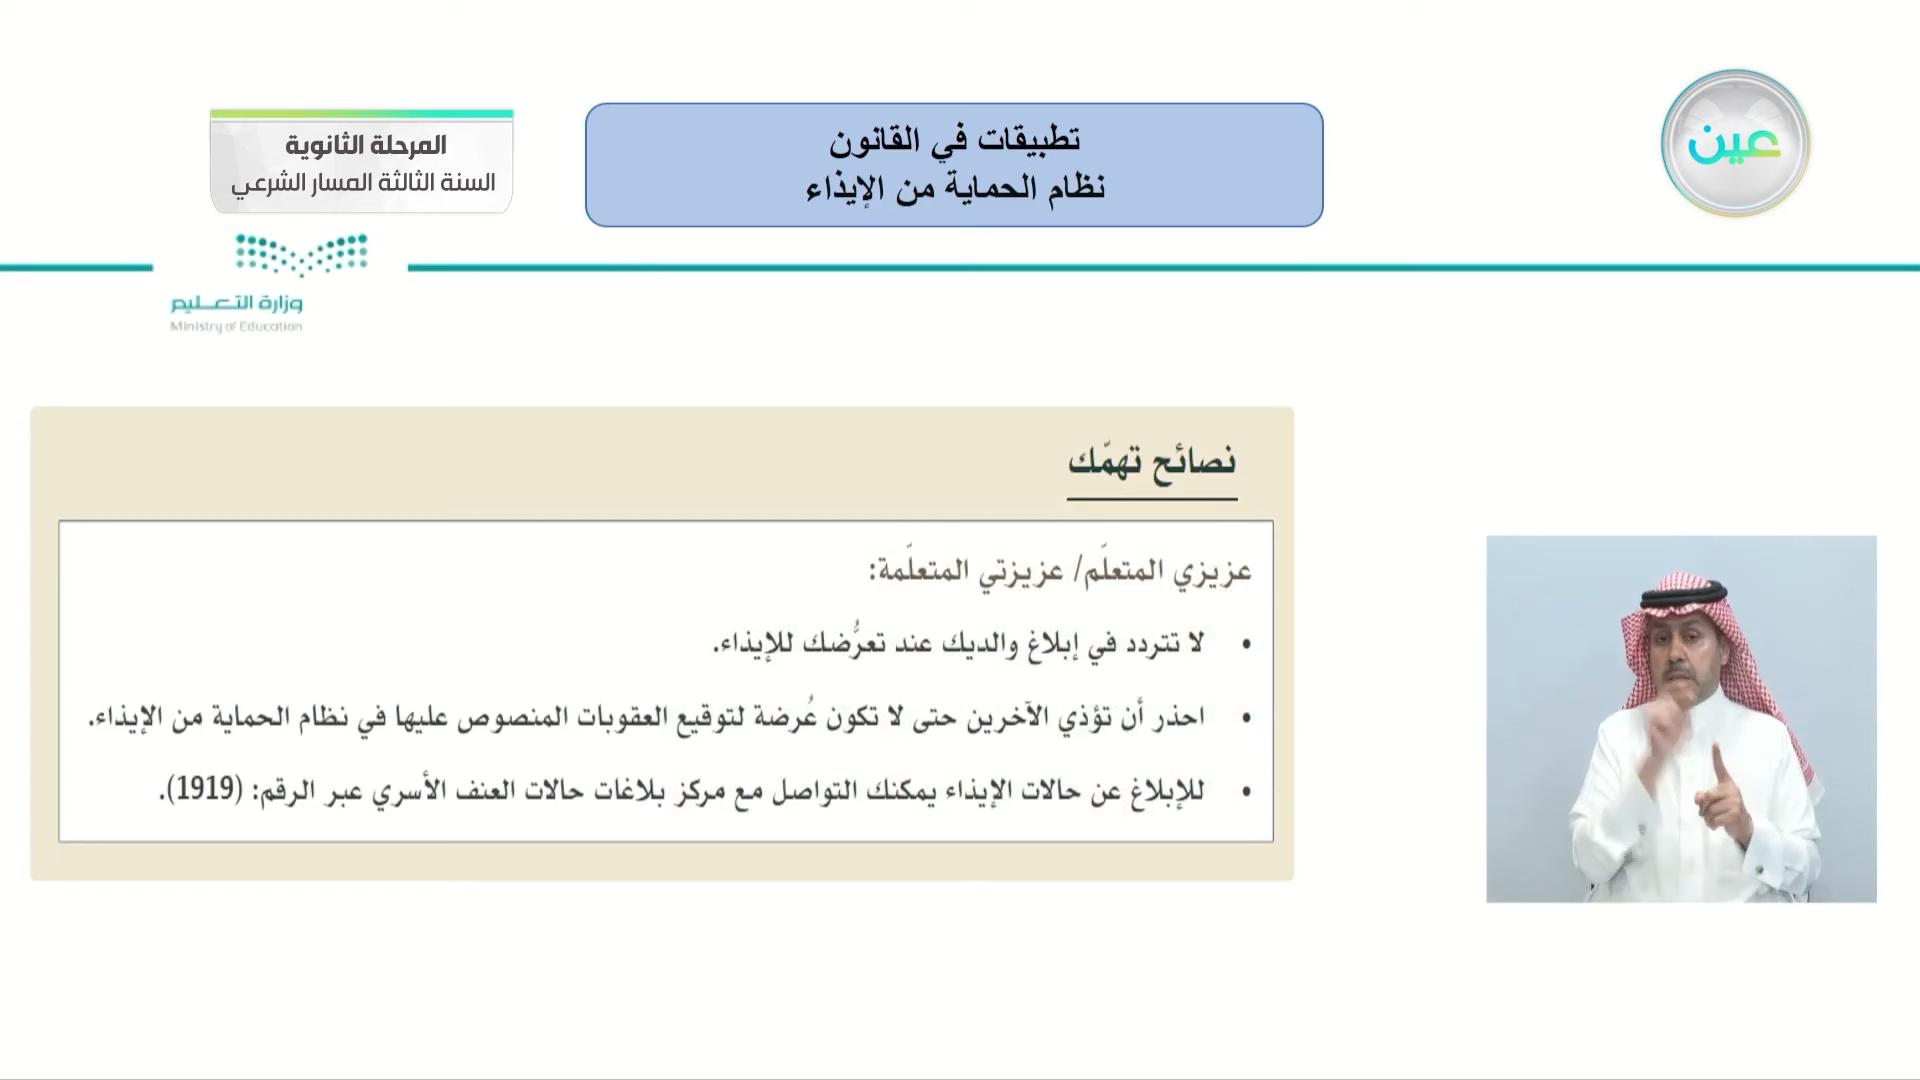 عين
تطبيقات في القانون
نظام الحماية من الإيذاء
المرحلة الثانوية
السنة الثالثة المسار الشرعي
وزارة التعليم
Ministry of Education
نصائح تهمّك
عزيزي المتعلّم/ عزيزتي المتعلّمة:
• لا تتردد في إبلاغ والديك عند تعرُّضك للإيذاء.
• احذر أن تؤذي الآخرين حتى لا تكون عُرضة لتوقيع العقوبات المنصوص عليها في نظام الحماية من الإيذاء.
• للإبلاغ عن حالات الإيذاء يمكنك التواصل مع مركز بلاغات حالات العنف الأسري عبر الرقم: (1919).